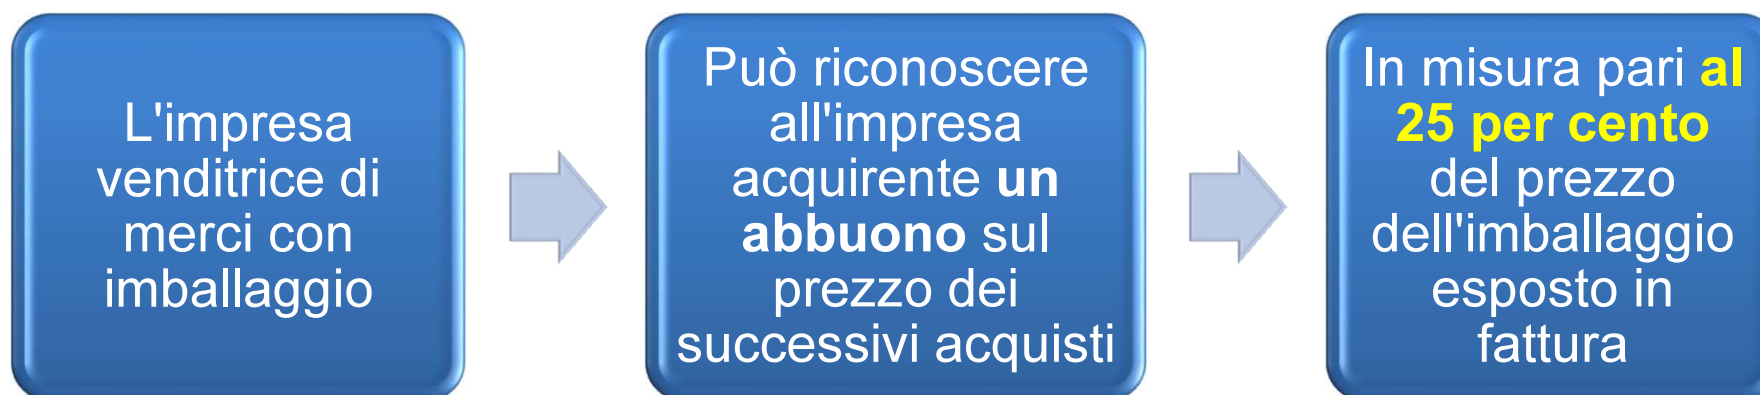 L'impresa
venditrice di
merci con
imballaggio
Può riconoscere
all'impresa
acquirente un
abbuono sul
prezzo dei
successivi acquisti
In misura pari al
25 per cento
del prezzo
dell'imballaggio
esposto in
fattura